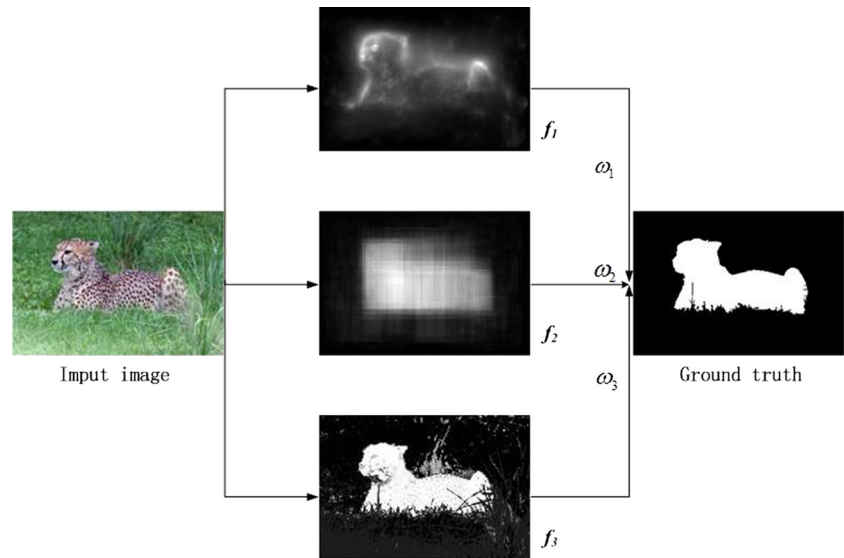 f1
ω1
ω2
f2
Imput image
Ground truth
ω3
f3